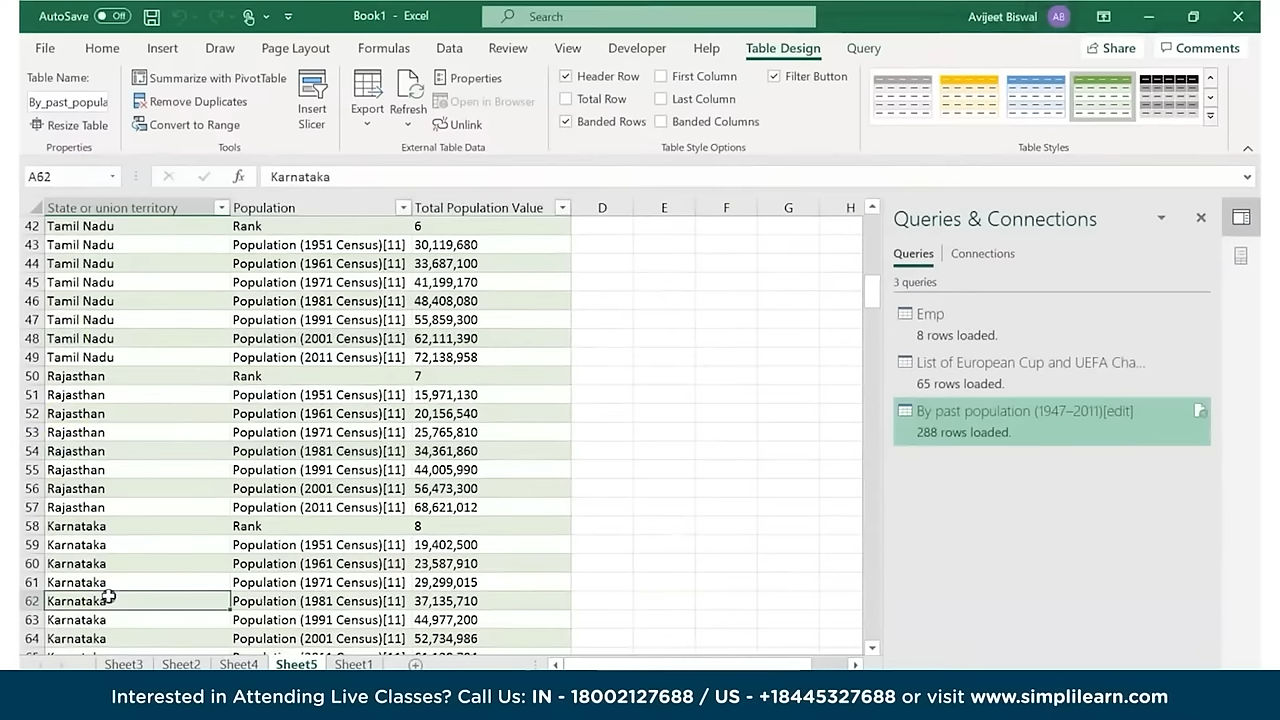 AutoSave Off Book1 - Excel Search Avijeet Biswal AB
File Home Insert Draw Page Layout Formulas Data Review View Developer Help Table Design Query Share Comments
Table Name:
By_past_popula
Resize Table
Properties
Summarize with PivotTable
Remove Duplicates
Convert to Range
Insert
Slicer
Tools
Export
Refresh
Properties
Open in Browser
Unlink
External Table Data
Header Row First Column Filter Button
Total Row Last Column
Banded Rows Banded Columns
Table Style Options
Table Styles
A62 fx Karnataka
State or union territory Population Total Population Value D E F G H
42 Tamil Nadu Rank 6
43 Tamil Nadu Population (1951 Census)[11] 30,119,680
44 Tamil Nadu Population (1961 Census)[11] 33,687,100
45 Tamil Nadu Population (1971 Census)[11] 41,199,170
46 Tamil Nadu Population (1981 Census)[11] 48,408,080
47 Tamil Nadu Population (1991 Census)[11] 55,859,300
48 Tamil Nadu Population (2001 Census)[11] 62,111,390
49 Tamil Nadu Population (2011 Census)[11] 72,138,958
50 Rajasthan Rank 7
51 Rajasthan Population (1951 Census)[11] 15,971,130
52 Rajasthan Population (1961 Census)[11] 20,156,540
53 Rajasthan Population (1971 Census)[11] 25,765,810
54 Rajasthan Population (1981 Census)[11] 34,361,860
55 Rajasthan Population (1991 Census)[11] 44,005,990
56 Rajasthan Population (2001 Census)[11] 56,473,300
57 Rajasthan Population (2011 Census)[11] 68,621,012
58 Karnataka Rank 8
59 Karnataka Population (1951 Census)[11] 19,402,500
60 Karnataka Population (1961 Census)[11] 23,587,910
61 Karnataka Population (1971 Census)[11] 29,299,015
62 Karnataka Population (1981 Census)[11] 37,135,710
63 Karnataka Population (1991 Census)[11] 44,977,200
64 Karnataka Population (2001 Census)[11] 52,734,986
Sheet3 Sheet2 Sheet4 Sheet5 Sheet1
Queries & Connections
Queries Connections
3 queries
Emp
8 rows loaded.
List of European Cup and UEFA Cha...
65 rows loaded.
By past population (1947–2011)[edit]
288 rows loaded.
Interested in Attending Live Classes? Call Us: IN - 18002127688 / US - +18445327688 or visit www.simplilearn.com